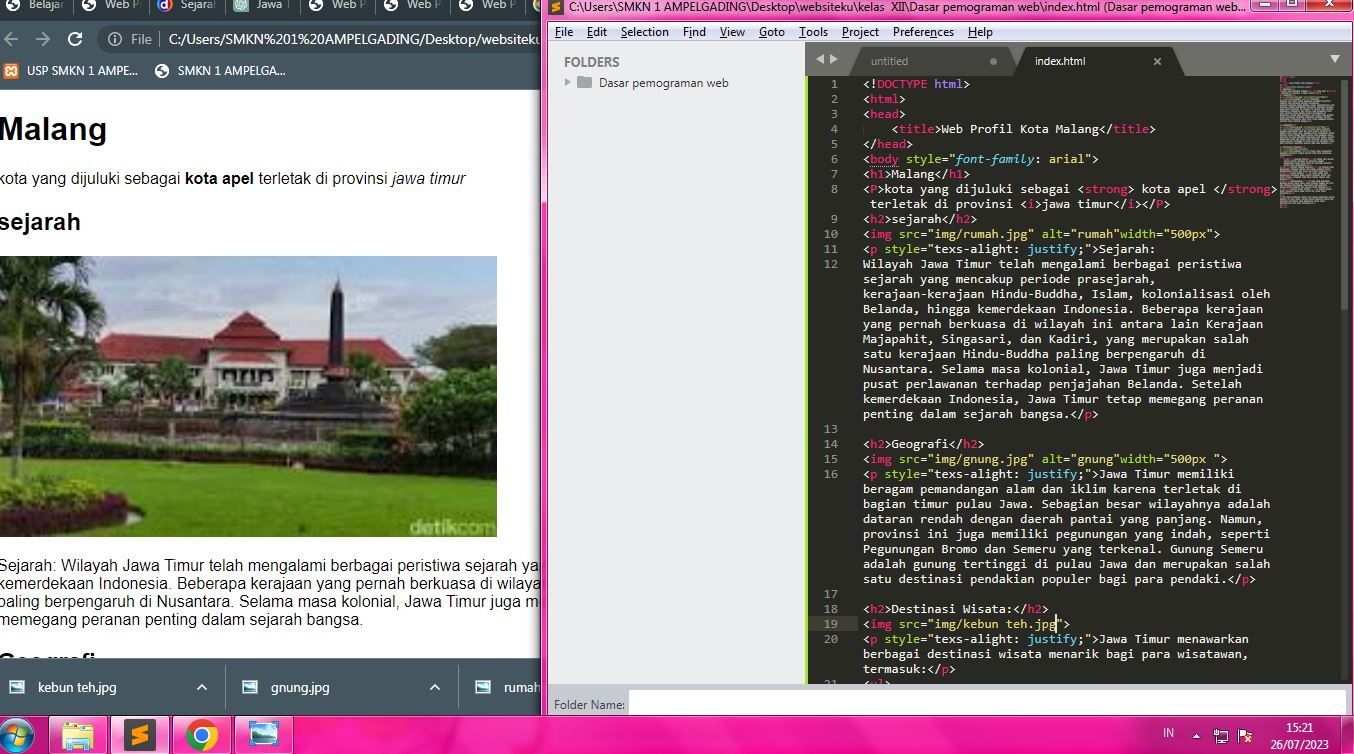 Belajar
Web P
Sejarah
Jawa T
Web P
Web P
Web P
File
C:/Users/SMKN%201%20AMPELGADING/Desktop/websiteku
USP SMKN 1 AMPE...
SMKN 1 AMPELGA...
Malang
kota yang dijuluki sebagai kota apel terletak di provinsi jawa timur
sejarah
detikcom
Sejarah: Wilayah Jawa Timur telah mengalami berbagai peristiwa sejarah ya
kemerdekaan Indonesia. Beberapa kerajaan yang pernah berkuasa di wilaya
paling berpengaruh di Nusantara. Selama masa kolonial, Jawa Timur juga m
memegang peranan penting dalam sejarah bangsa.
Geografi
kebun teh.jpg
gnung.jpg
rumah
C:\Users\SMKN 1 AMPELGADING\Desktop\websiteku\kelas XII\Dasar pemograman web\index.html (Dasar pemograman web...
File Edit Selection Find View Goto Tools Project Preferences Help
FOLDERS
Dasar pemograman web
untitled
index.html
1 <!DOCTYPE html>
2 <html>
3 <head>
4 <title>Web Profil Kota Malang</title>
5 </head>
6 <body style="font-family: arial">
7 <h1>Malang</h1>
8 <P>kota yang dijuluki sebagai <strong> kota apel </strong>
terletak di provinsi <i>jawa timur</i></P>
9 <h2>sejarah</h2>
10 <img src="img/rumah.jpg" alt="rumah"width="500px">
11 <p style="texs-alight: justify;">Sejarah:
12 Wilayah Jawa Timur telah mengalami berbagai peristiwa
sejarah yang mencakup periode prasejarah,
kerajaan-kerajaan Hindu-Buddha, Islam, kolonialisasi oleh
Belanda, hingga kemerdekaan Indonesia. Beberapa kerajaan
yang pernah berkuasa di wilayah ini antara lain Kerajaan
Majapahit, Singasari, dan Kadiri, yang merupakan salah
satu kerajaan Hindu-Buddha paling berpengaruh di
Nusantara. Selama masa kolonial, Jawa Timur juga menjadi
pusat perlawanan terhadap penjajahan Belanda. Setelah
kemerdekaan Indonesia, Jawa Timur tetap memegang peranan
penting dalam sejarah bangsa.</p>
13
14 <h2>Geografi</h2>
15 <img src="img/gnung.jpg" alt="gnung"width="500px ">
16 <p style="texs-alight: justify;">Jawa Timur memiliki
beragam pemandangan alam dan iklim karena terletak di
bagian timur pulau Jawa. Sebagian besar wilayahnya adalah
dataran rendah dengan daerah pantai yang panjang. Namun,
provinsi ini juga memiliki pegunungan yang indah, seperti
Pegunungan Bromo dan Semeru yang terkenal. Gunung Semeru
adalah gunung tertinggi di pulau Jawa dan merupakan salah
satu destinasi pendakian populer bagi para pendaki.</p>
17
18 <h2>Destinasi Wisata:</h2>
19 <img src="img/kebun teh.jpg">
20 <p style="texs-alight: justify;">Jawa Timur menawarkan
berbagai destinasi wisata menarik bagi para wisatawan,
termasuk:</p>
21 <ul>
Folder Name:
IN
15:21
26/07/2023